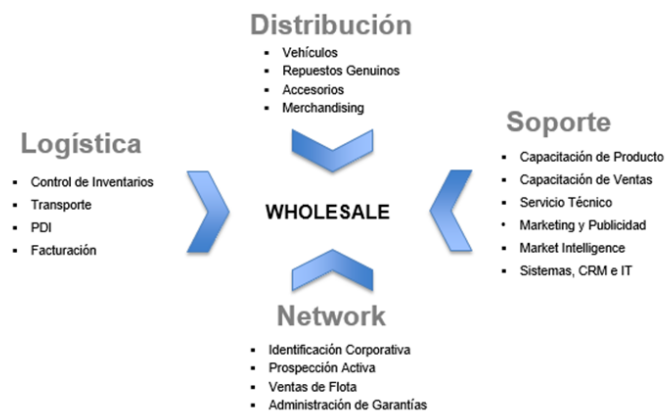 Distribución
▪ Vehículos
▪ Repuestos Genuinos
▪ Accesorios
▪ Merchandising
Logística
▪ Control de Inventarios
▪ Transporte
▪ PDI
▪ Facturación
WHOLESALE
Soporte
▪ Capacitación de Producto
▪ Capacitación de Ventas
▪ Servicio Técnico
• Marketing y Publicidad
▪ Market Intelligence
▪ Sistemas, CRM e IT
Network
▪ Identificación Corporativa
▪ Prospección Activa
▪ Ventas de Flota
▪ Administración de Garantías